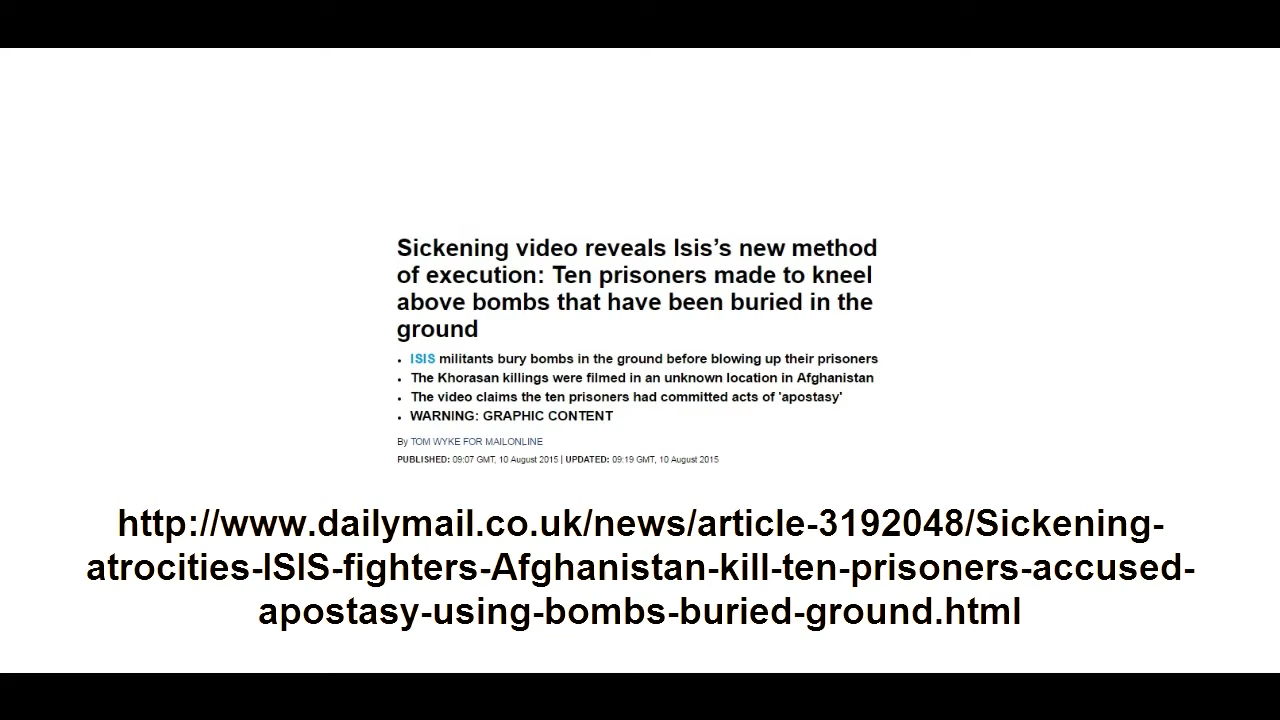 Sickening video reveals Isis’s new method
of execution: Ten prisoners made to kneel
above bombs that have been buried in the
ground
• ISIS militants bury bombs in the ground before blowing up their prisoners
• The Khorasan killings were filmed in an unknown location in Afghanistan
• The video claims the ten prisoners had committed acts of 'apostasy'
• WARNING: GRAPHIC CONTENT
By TOM WYKE FOR MAILONLINE
PUBLISHED: 09:07 GMT, 10 August 2015 | UPDATED: 09:19 GMT, 10 August 2015
http://www.dailymail.co.uk/news/article-3192048/Sickening-
atrocities-ISIS-fighters-Afghanistan-kill-ten-prisoners-accused-
apostasy-using-bombs-buried-ground.html